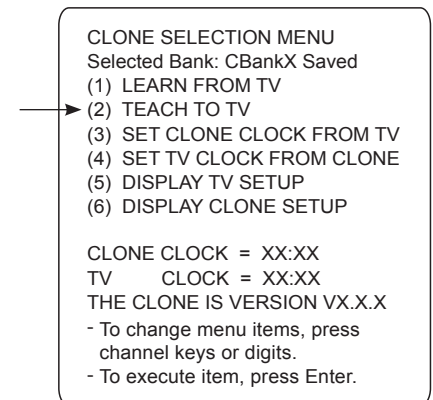 CLONE SELECTION MENU
Selected Bank: CBankX Saved
(1) LEARN FROM TV
(2) TEACH TO TV
(3) SET CLONE CLOCK FROM TV
(4) SET TV CLOCK FROM CLONE
(5) DISPLAY TV SETUP
(6) DISPLAY CLONE SETUP
CLONE CLOCK = XX:XX
TV CLOCK = XX:XX
THE CLONE IS VERSION VX.X.X
- To change menu items, press
channel keys or digits.
- To execute item, press Enter.